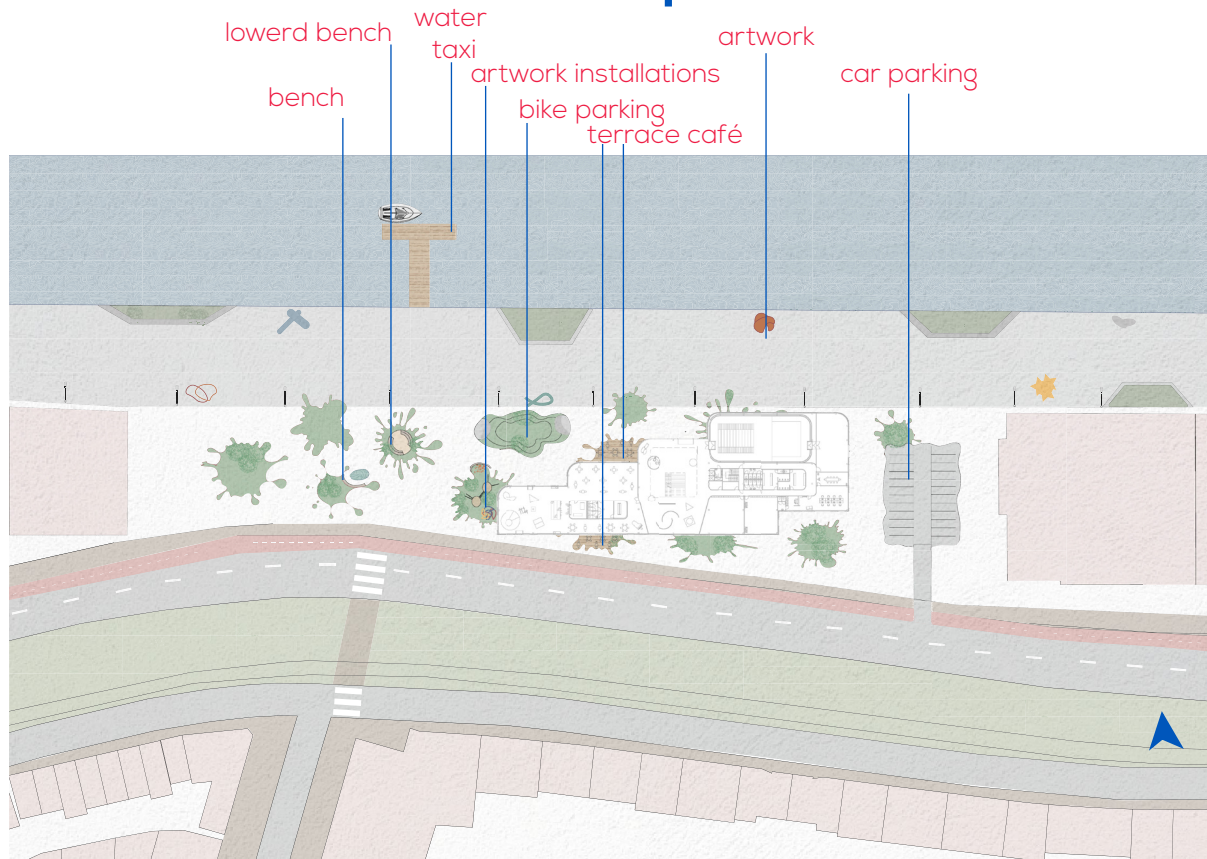 water
taxi
lowerd bench
artwork
artwork installations
car parking
bench
bike parking
terrace café